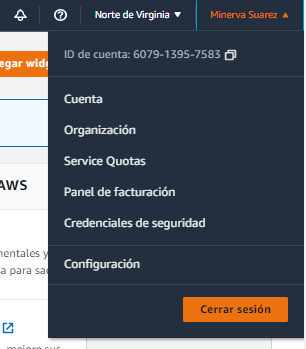 Norte de Virginia ▼ Minerva Suarez ▲
egar widg
ID de cuenta: 6079-1395-7583
Cuenta
Organización
AWS
Service Quotas
Panel de facturación
Credenciales de seguridad
mentales y
a para sac
Configuración
Cerrar sesión
mejore sus